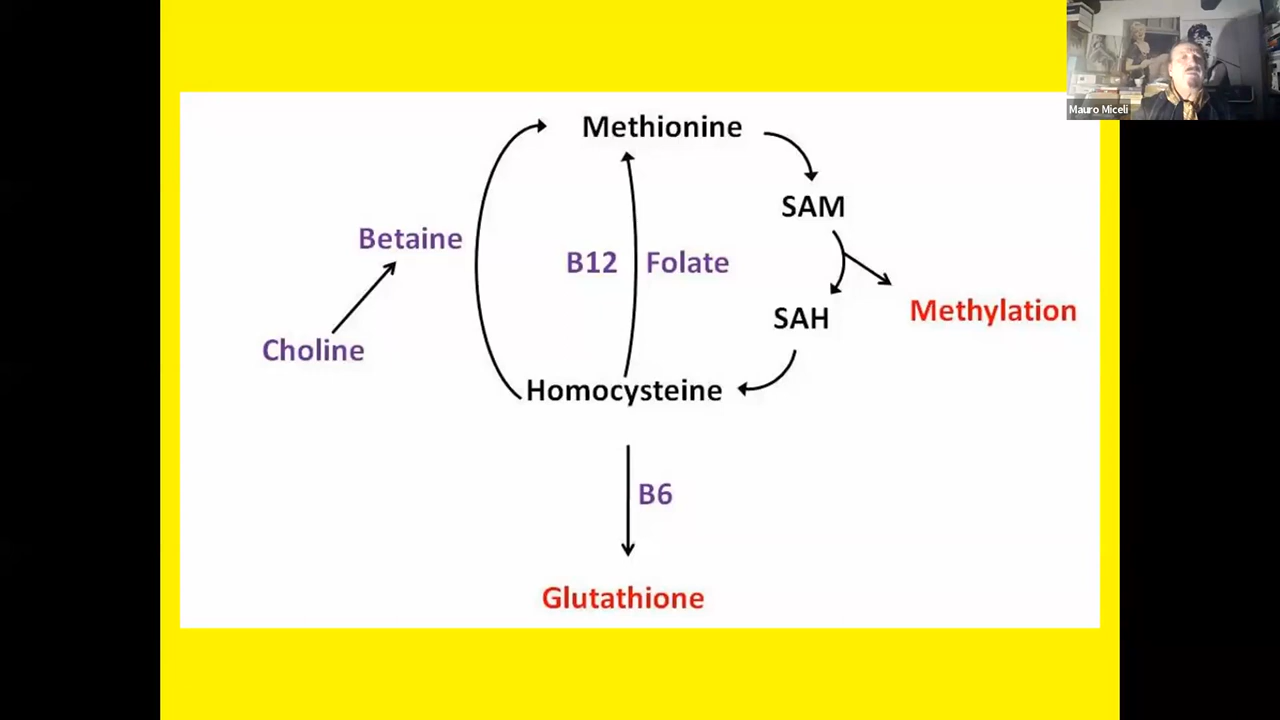 Mauro Miceli
Methionine
SAM
Betaine
B12 Folate
Methylation
SAH
Choline
Homocysteine
B6
Glutathione